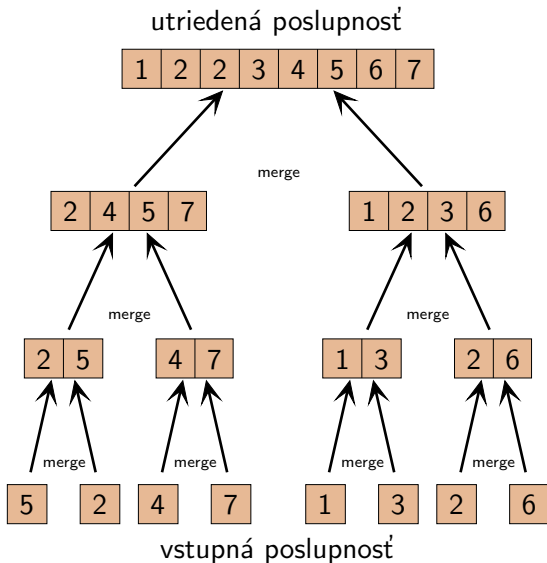 utriedená poslupnosť
1 2 2 3 4 5 6 7
merge
2 4 5 7 1 2 3 6
merge merge
2 5 4 7 1 3 2 6
merge merge merge merge
5 2 4 7 1 3 2 6
vstupná poslupnosť